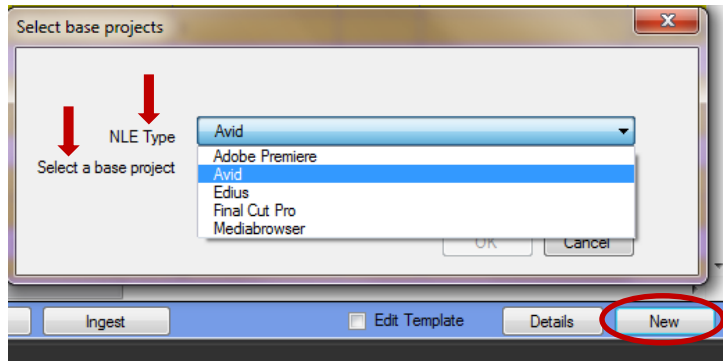 Select base projects
NLE Type
Avid
Select a base project
Adobe Premiere
Avid
Edius
Final Cut Pro
Mediabrowser
OK
Cancel
Ingest
Edit Template
Details
New